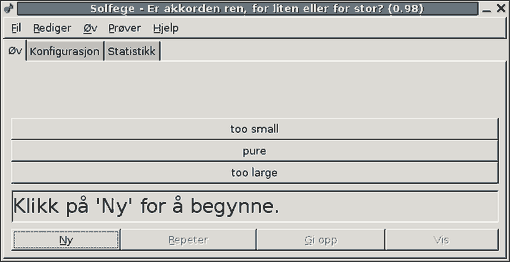 Solfege - Er akkorden ren, for liten eller for stor? (0.98)
Fil Rediger Øv Prøver Hjelp
Øv Konfigurasjon Statistikk
too small
pure
too large
Klikk på 'Ny' for å begynne.
Ny Repeter Gi opp Vis